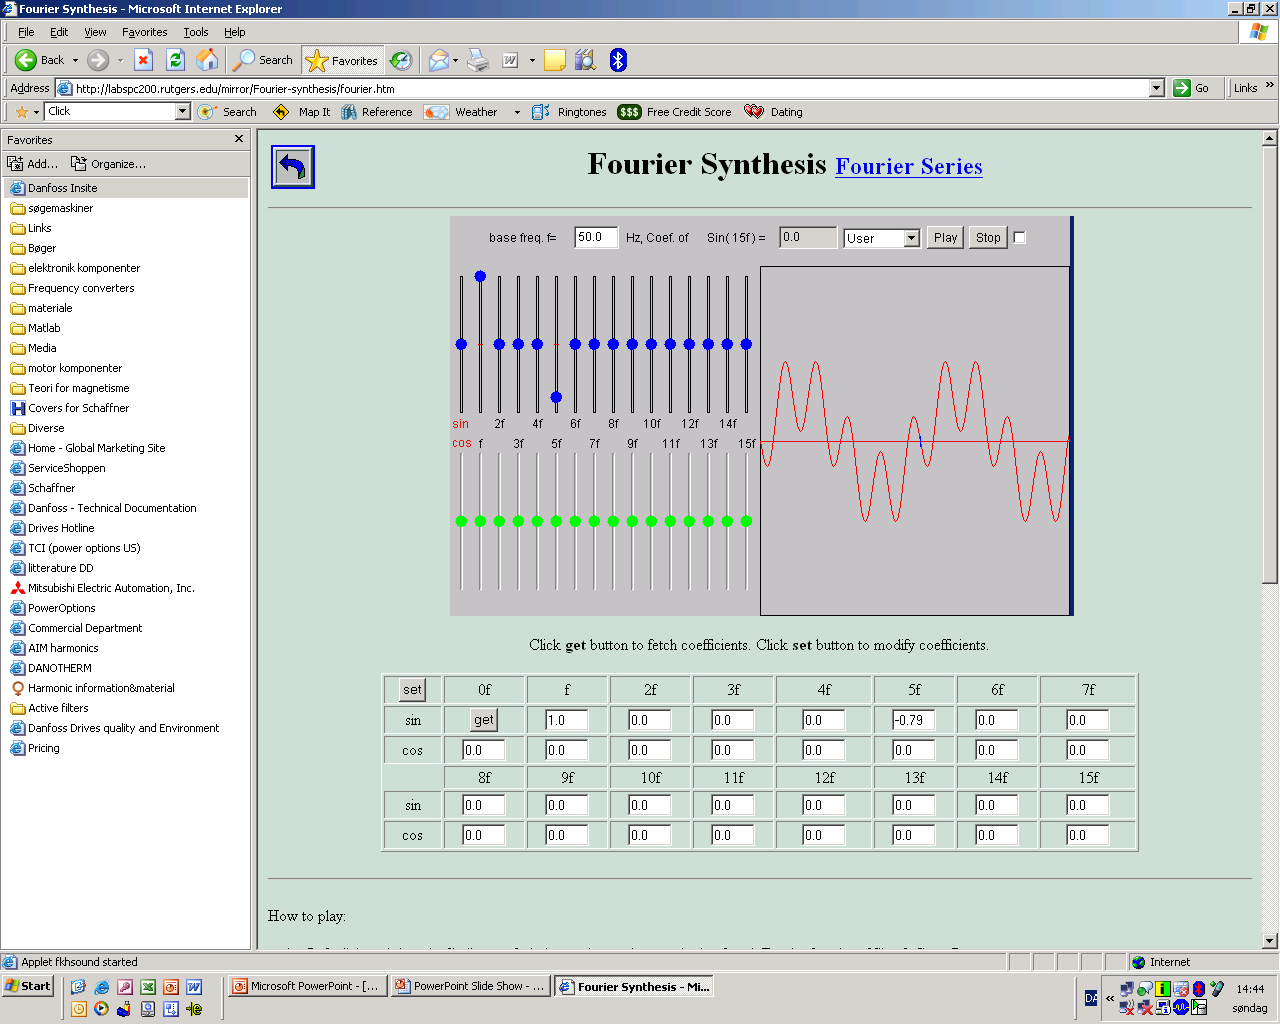 Fourier Synthesis - Microsoft Internet Explorer
File Edit View Favorites Tools Help
Back Search Favorites
Address http://labspc200.rutgers.edu/mirror/Fourier-synthesis/fourier.htm Go Links »
Click Search Map It Reference Weather Ringtones $$$ Free Credit Score Dating
Favorites
Add... Organize...
Danfoss Insite
søgemaskiner
Links
Bøger
elektronik komponenter
Frequency converters
materiale
Matlab
Media
motor komponenter
Teori for magnetisme
Covers for Schaffner
Diverse
Home - Global Marketing Site
ServiceShoppen
Schaffner
Danfoss - Technical Documentation
Drives Hotline
TCI (power options US)
litterature DD
Mitsubishi Electric Automation, Inc.
PowerOptions
Commercial Department
AIM harmonics
DANOTHERM
Harmonic information&material
Active filters
Danfoss Drives quality and Environment
Pricing
Fourier Synthesis Fourier Series
base freq. f= 50.0 Hz, Coef. of Sin( 15f) = 0.0 User Play Stop
sin 2f 4f 6f 8f 10f 12f 14f
cos f 3f 5f 7f 9f 11f 13f 15f
Click get button to fetch coefficients. Click set button to modify coefficients.
set 0f f 2f 3f 4f 5f 6f 7f
sin get 1.0 0.0 0.0 0.0 -0.79 0.0 0.0
cos 0.0 0.0 0.0 0.0 0.0 0.0 0.0 0.0
8f 9f 10f 11f 12f 13f 14f 15f
sin 0.0 0.0 0.0 0.0 0.0 0.0 0.0 0.0
cos 0.0 0.0 0.0 0.0 0.0 0.0 0.0 0.0
How to play:
Applet fkhsound started Internet
Start Microsoft PowerPoint - [... PowerPoint Slide Show - ... Fourier Synthesis - Mi... DA « 14:44
søndag